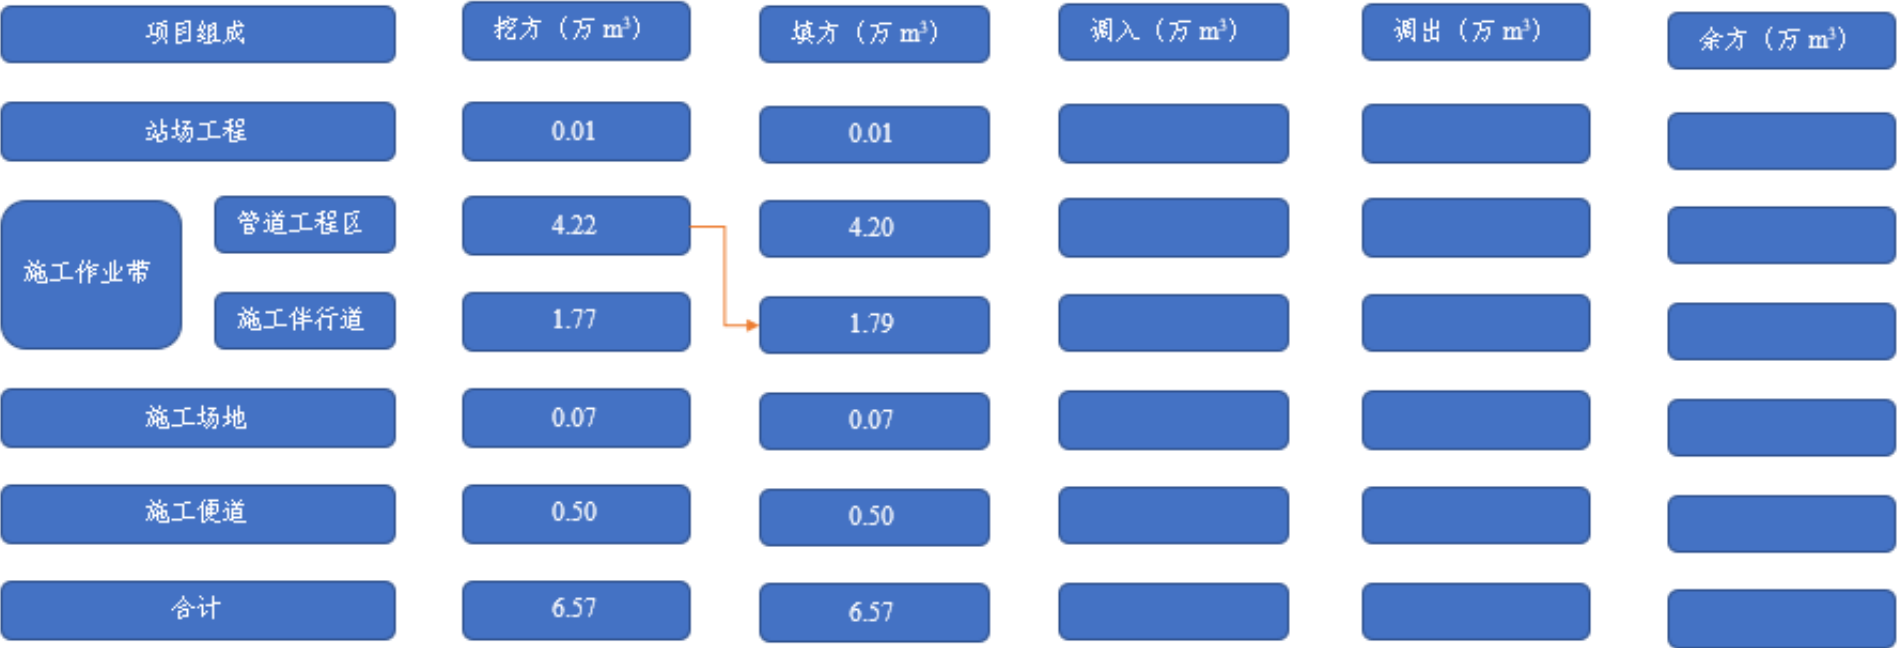 项目组成 挖方（万 m³） 填方（万 m³） 调入（万 m³） 调出（万 m³） 余方（万 m³）
站场工程 0.01 0.01
施工作业带 管道工程区 4.22 4.20
施工伴行道 1.77 1.79
施工场地 0.07 0.07
施工便道 0.50 0.50
合计 6.57 6.57